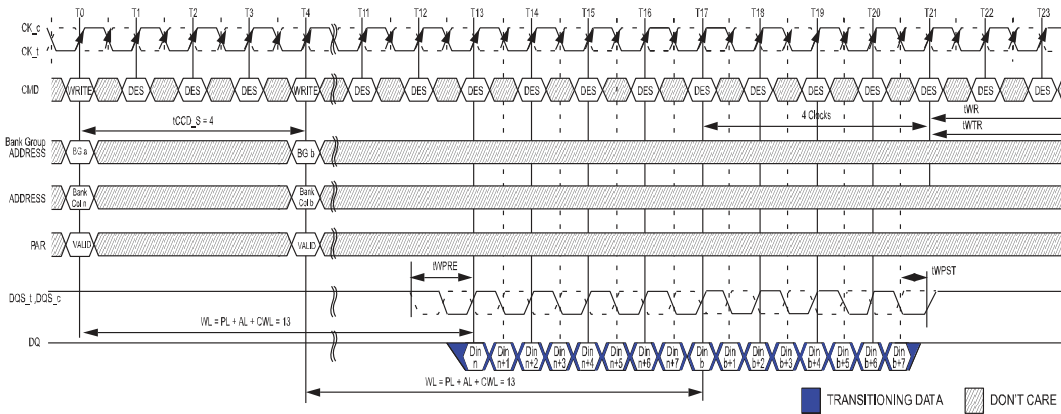 T0 T1 T2 T3 T4 T11 T12 T13 T14 T15 T16 T17 T18 T19 T20 T21 T22 T23
CK_c
CK_t
CMD WRITE DES DES DES WRITE DES DES DES DES DES DES DES DES DES DES DES DES DES
tCCD_S = 4
4 Clocks
tWR
tWTR
Bank Group
ADDRESS
BG a
BG b
ADDRESS
Bank
Col n
Bank
Col b
PAR
VALID
VALID
tWPRE
tWPST
DQS_t ,DQS_c
WL = PL + AL + CWL = 13
DQ
Din
n
Din
n+1
Din
n+2
Din
n+3
Din
n+4
Din
n+5
Din
n+6
Din
n+7
Din
b
Din
b+1
Din
b+2
Din
b+3
Din
b+4
Din
b+5
Din
b+6
Din
b+7
WL = PL + AL + CWL = 13
TRANSITIONING DATA
DON'T CARE